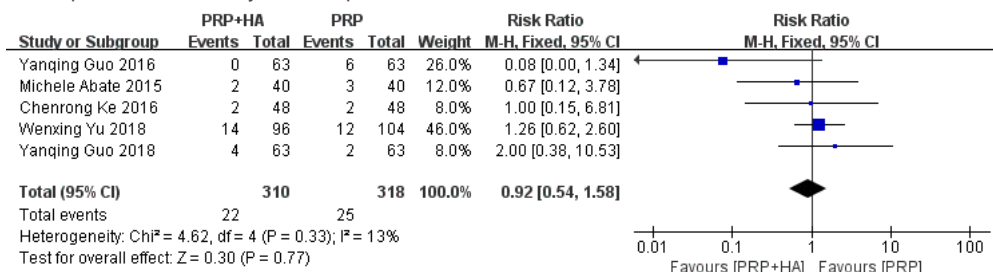 PRP+HA PRP Risk Ratio Risk Ratio
Study or Subgroup Events Total Events Total Weight M-H, Fixed, 95% CI M-H, Fixed, 95% CI
Yanqing Guo 2016 0 63 6 63 26.0% 0.08 [0.00, 1.34]
Michele Abate 2015 2 40 3 40 12.0% 0.67 [0.12, 3.78]
Chenrong Ke 2016 2 48 2 48 8.0% 1.00 [0.15, 6.81]
Wenxing Yu 2018 14 96 12 104 46.0% 1.26 [0.62, 2.60]
Yanqing Guo 2018 4 63 2 63 8.0% 2.00 [0.38, 10.53]
Total (95% CI) 310 318 100.0% 0.92 [0.54, 1.58]
Total events 22 25
Heterogeneity: Chi² = 4.62, df = 4 (P = 0.33); I² = 13%
Test for overall effect: Z = 0.30 (P = 0.77)
0.01 0.1 1 10 100
Favours [PRP+HA] Favours [PRP]